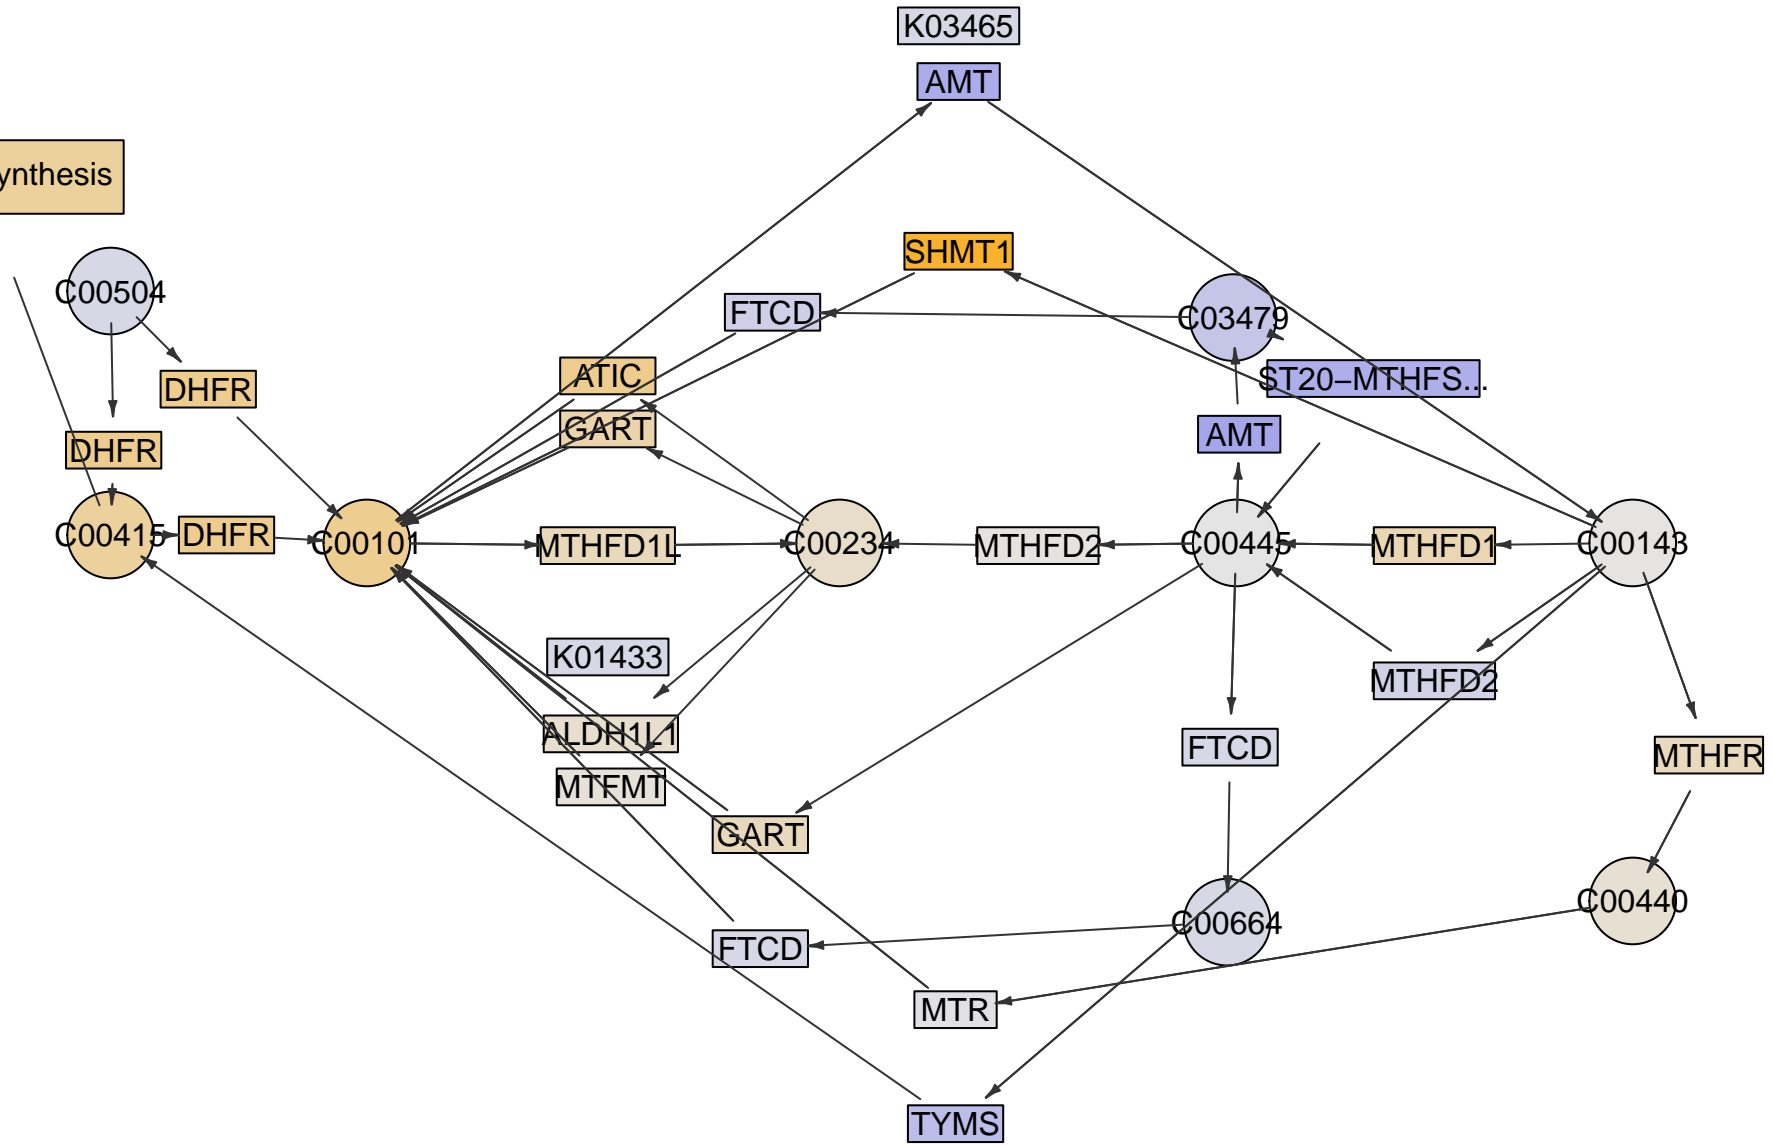 K03465
AMT
ynthesis
SHMT1
C00504
FTCD
C03479
ATIC
ST20−MTHFS...
DHFR
GART
AMT
DHFR
C00415
DHFR
C00101
MTHFD1L
C00234
MTHFD2
C00445
MTHFD1
C00143
K01433
MTHFD2
ALDH1L1
FTCD
MTHFR
MTFMT
GART
C00440
C00664
FTCD
MTR
TYMS